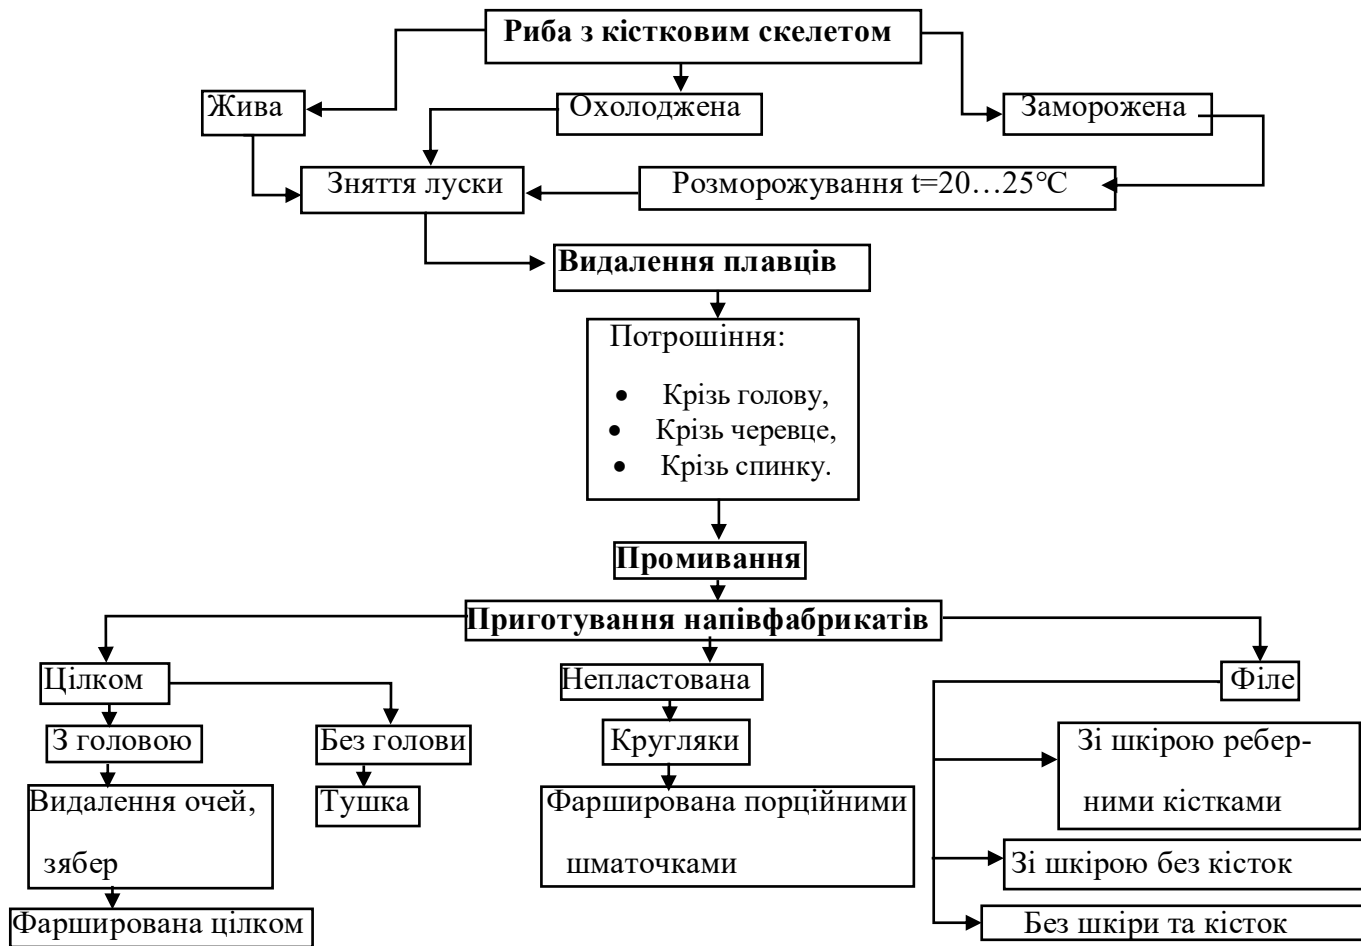 Риба з кістковим скелетом
Жива
Охолоджена
Заморожена
Зняття луски
Розморожування t=20…25°С
Видалення плавців
Потрошіння:
• Крізь голову,
• Крізь черевце,
• Крізь спинку.
Промивання
Приготування напівфабрикатів
Цілком
Непластована
Філе
З головою
Без голови
Кругляки
Зі шкірою ребер-
ними кістками
Видалення очей,
зябер
Тушка
Фарширована порційними
шматочками
Зі шкірою без кісток
Фарширована цілком
Без шкіри та кісток